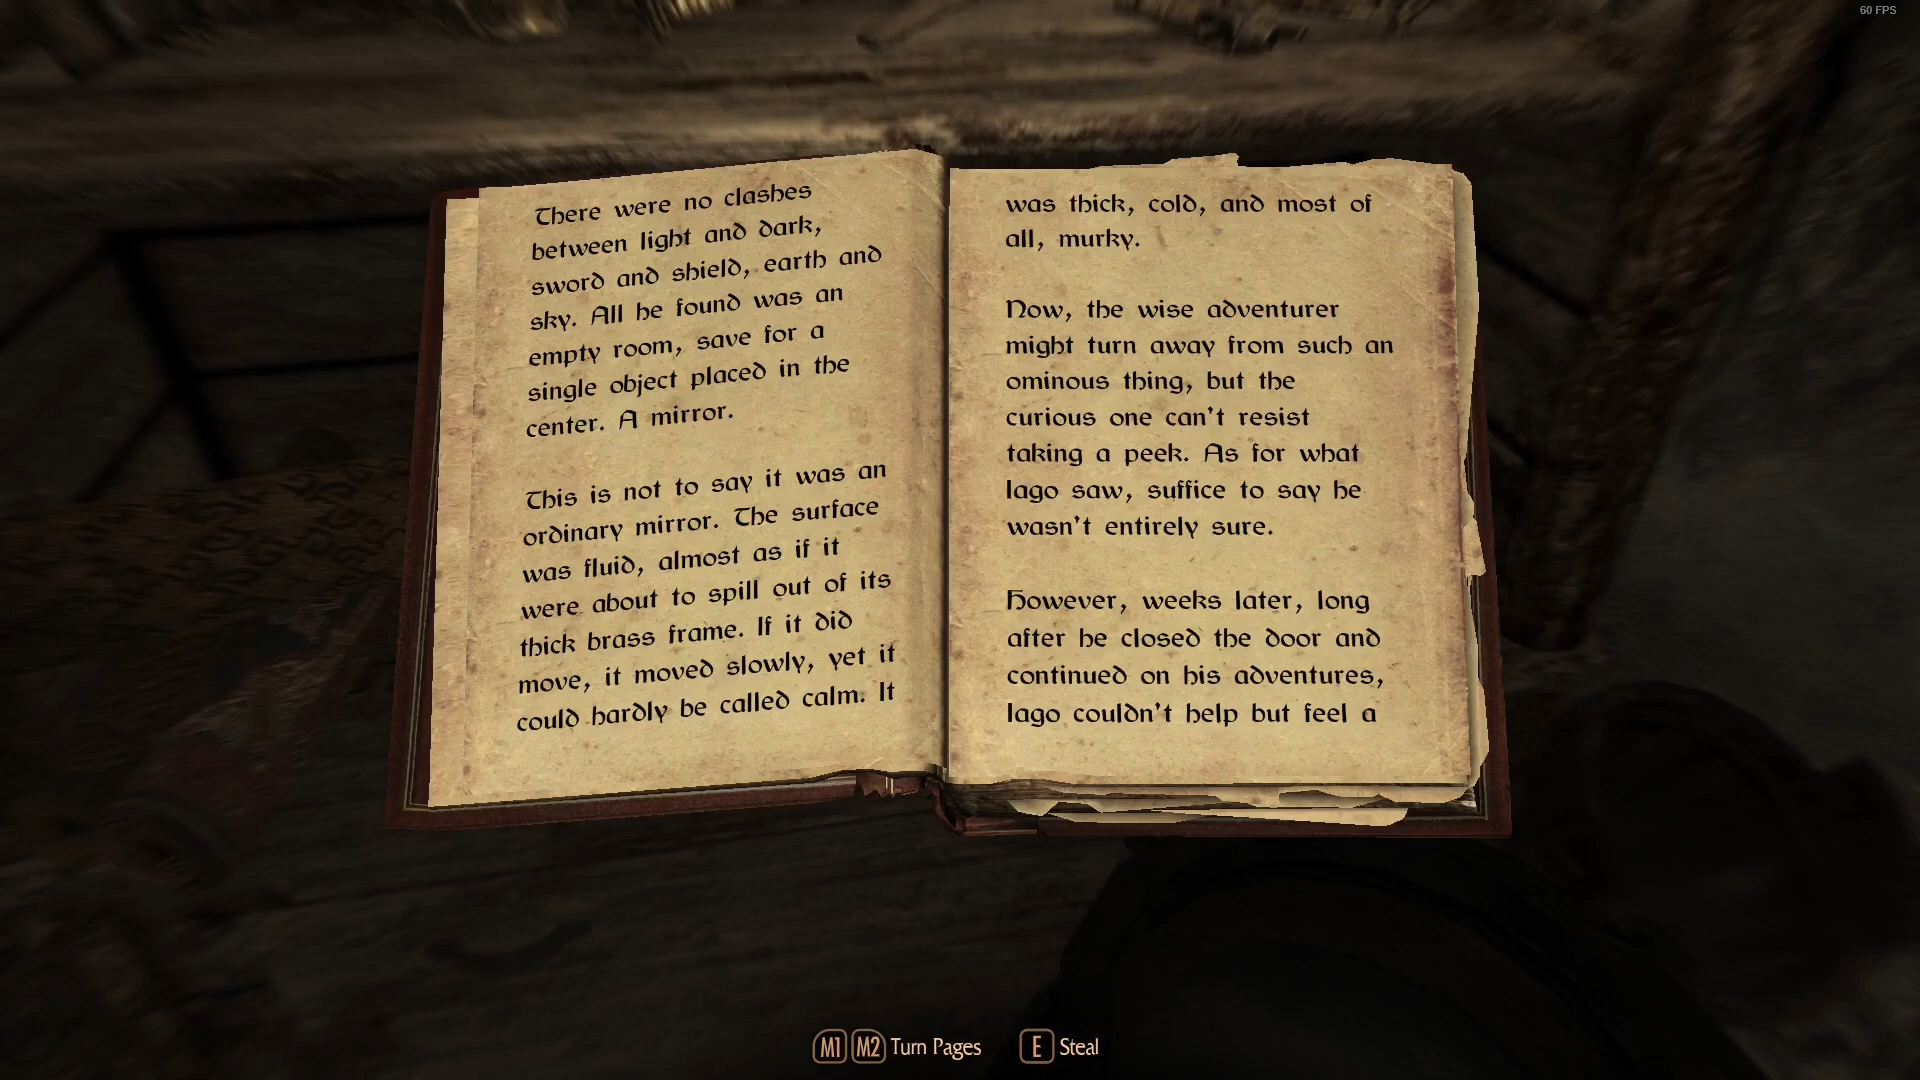 60 FPS
There were no clashes
between light and dark,
sword and shield, earth and
sky. All he found was an
empty room, save for a
single object placed in the
center. A mirror.
This is not to say it was an
ordinary mirror. The surface
was fluid, almost as if it
were about to spill out of its
thick brass frame. If it did
move, it moved slowly, yet it
could hardly be called calm. It
was thick, cold, and most of
all, murky.
Now, the wise adventurer
might turn away from such an
ominous thing, but the
curious one can't resist
taking a peek. As for what
Iago saw, suffice to say he
wasn't entirely sure.
However, weeks later, long
after he closed the door and
continued on his adventures,
Iago couldn't help but feel a
M1 M2 Turn Pages E Steal